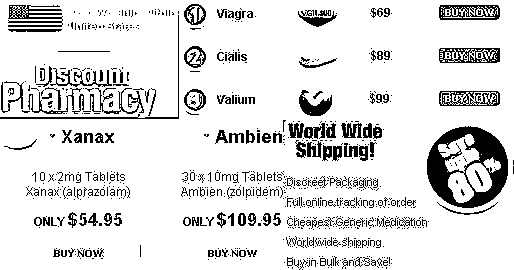 1 Viagra $69 BUY NOW
2 Cialis $89 BUY NOW
3 Valium $99 BUY NOW
Discount
Pharmacy
Xanax
10 x 2mg Tablets
Xanax (alprazolam)
ONLY $54.95
BUY NOW
Ambien
30 x 10mg Tablets
Ambien (zolpidem)
ONLY $109.95
BUY NOW
World Wide
Shipping!
Discreet Packaging
Full online tracking of order
Cheapest Generic Medication
Worldwide shipping
Buy in Bulk and Save!
80%